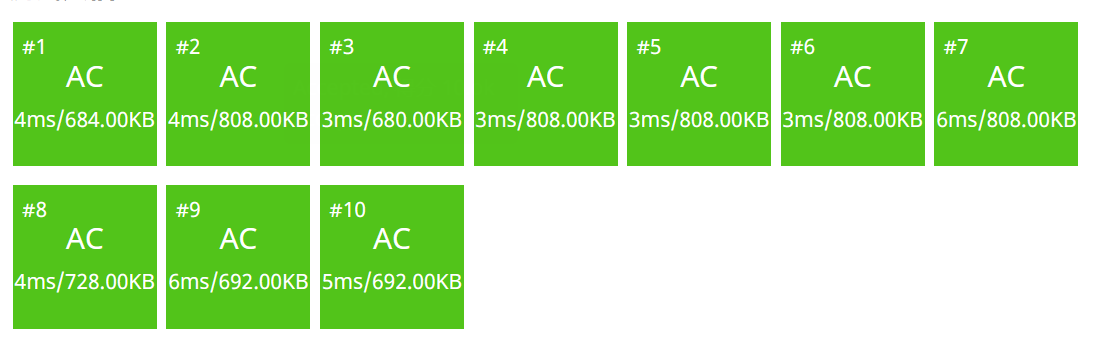 #1 #2 #3 #4 #5 #6 #7
AC AC AC AC AC AC AC
4ms/684.00KB 4ms/808.00KB 3ms/680.00KB 3ms/808.00KB 3ms/808.00KB 3ms/808.00KB 6ms/808.00KB
#8 #9 #10
AC AC AC
4ms/728.00KB 6ms/692.00KB 5ms/692.00KB